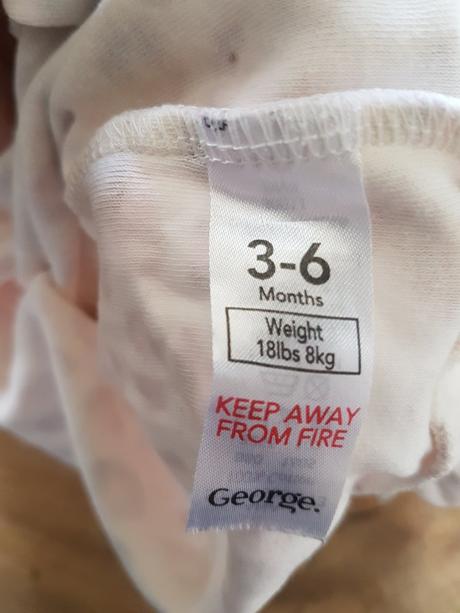 3-6
Months
Weight
18lbs 8kg
KEEP AWAY
FROM FIRE
George.